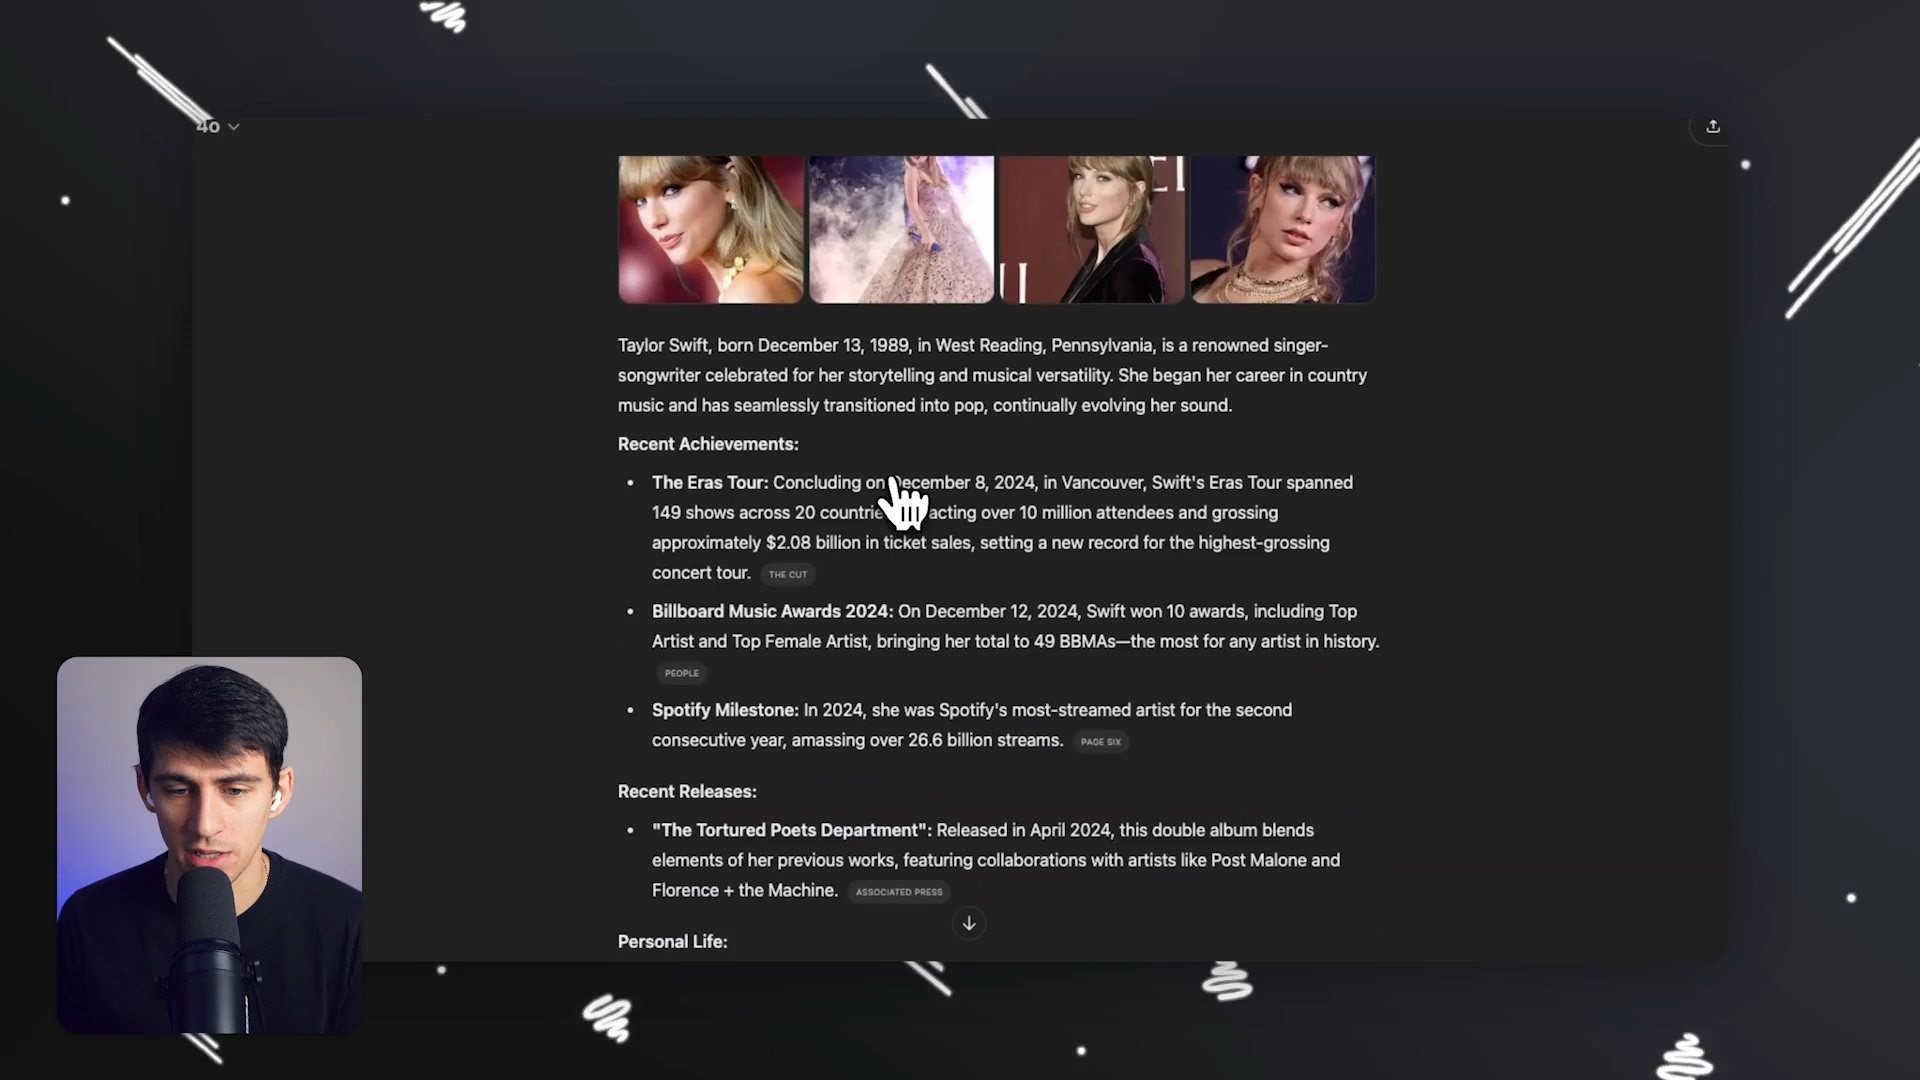 4o
Taylor Swift, born December 13, 1989, in West Reading, Pennsylvania, is a renowned singer-
songwriter celebrated for her storytelling and musical versatility. She began her career in country
music and has seamlessly transitioned into pop, continually evolving her sound.
Recent Achievements:
• The Eras Tour: Concluding on December 8, 2024, in Vancouver, Swift's Eras Tour spanned
149 shows across 20 acting over 10 million attendees and grossing
approximately $2.08 billion in ticket sales, setting a new record for the highest-grossing
concert tour. THE CUT
• Billboard Music Awards 2024: On December 12, 2024, Swift won 10 awards, including Top
Artist and Top Female Artist, bringing her total to 49 BBMAs—the most for any artist in history.
PEOPLE
• Spotify Milestone: In 2024, she was Spotify's most-streamed artist for the second
consecutive year, amassing over 26.6 billion streams. PAGE SIX
Recent Releases:
• "The Tortured Poets Department": Released in April 2024, this double album blends
elements of her previous works, featuring collaborations with artists like Post Malone and
Florence + the Machine. ASSOCIATED PRESS
Personal Life: